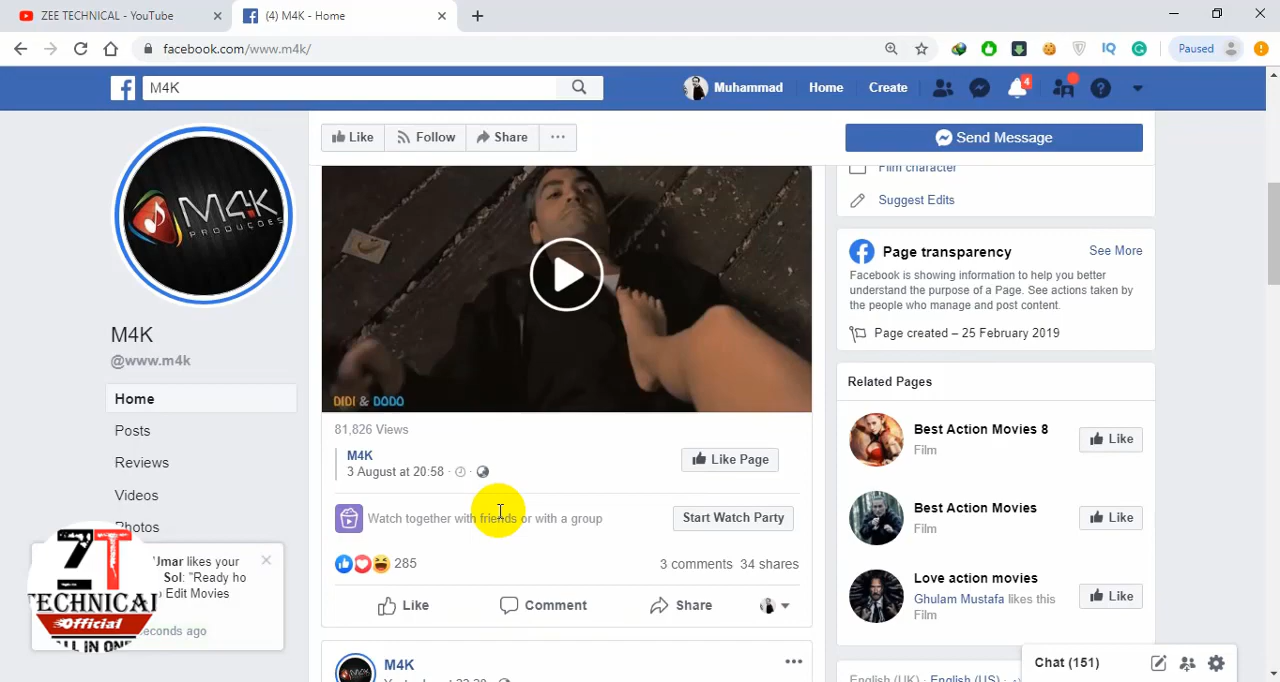 ZEE TECHNICAL - YouTube
(4) M4K - Home
facebook.com/www.m4k/
Paused
M4K
Muhammad
Home
Create
4
Like
Follow
Share
Send Message
M4K
PRODUÇÕES
M4K
@www.m4k
Home
Posts
Reviews
Videos
Photos
Umar likes your
Sol: "Ready
Edit Movies
seconds ago
ZT
TECHNICAL
Official
ALL IN ONE
DIDI & DODO
81,826 Views
M4K
3 August at 20:58
Like Page
Watch together with friends or with a group
Start Watch Party
285
3 comments 34 shares
Like
Comment
Share
M4K
Film character
Suggest Edits
Page transparency
See More
Facebook is showing information to help you better
understand the purpose of a Page. See actions taken by
the people who manage and post content.
Page created – 25 February 2019
Related Pages
Best Action Movies 8
Film
Like
Best Action Movies
Film
Like
Love action movies
Ghulam Mustafa likes this
Film
Like
English (UK) · English (US) ·
Chat (151)